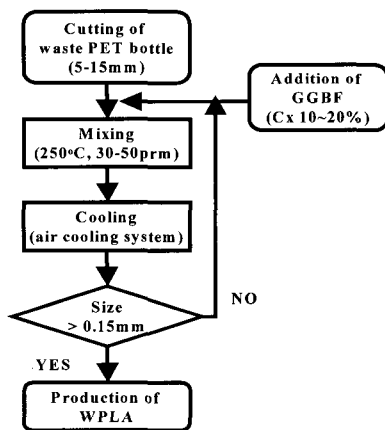 Cutting of
waste PET bottle
(5-15mm)
Addition of
GGBF
(Cx 10~20%)
Mixing
(250°C, 30-50prm)
Cooling
(air cooling system)
Size
> 0.15mm
NO
YES
Production of
WPLA